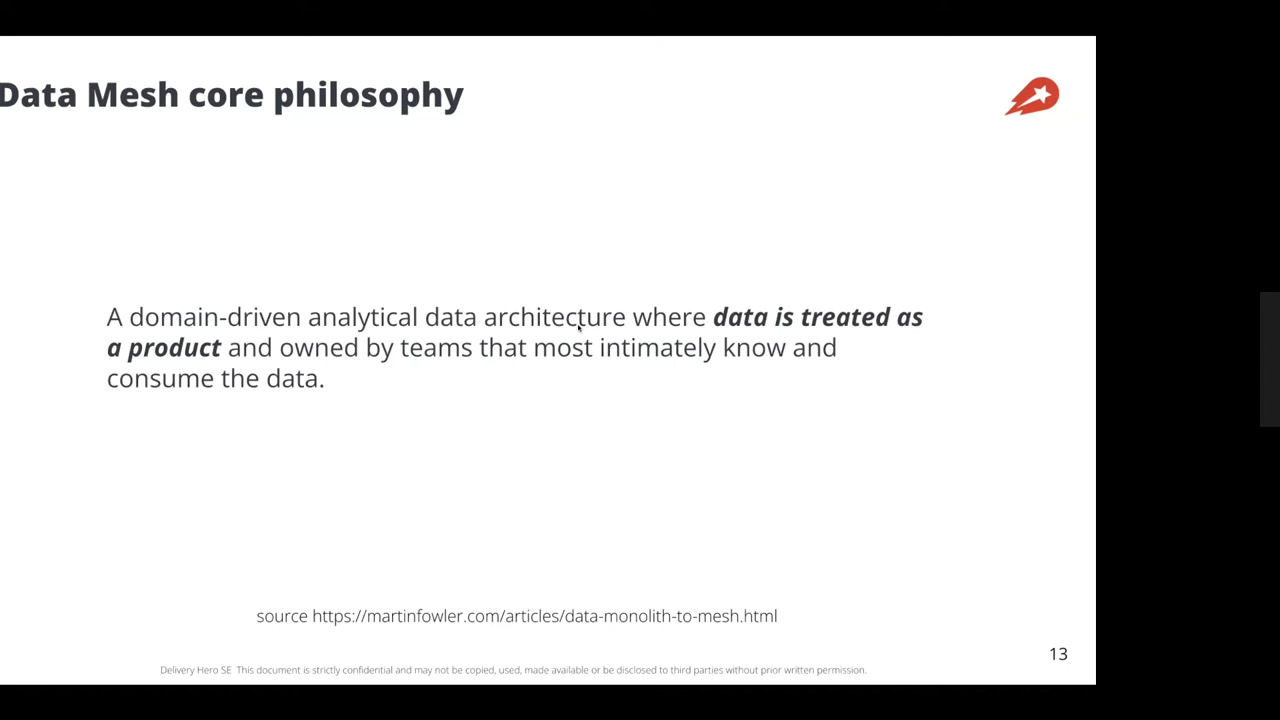 Data Mesh core philosophy
A domain-driven analytical data architecture where data is treated as
a product and owned by teams that most intimately know and
consume the data.
source https://martinfowler.com/articles/data-monolith-to-mesh.html
13
Delivery Hero SE This document is strictly confidential and may not be copied, used, made available or be disclosed to third parties without prior written permission.